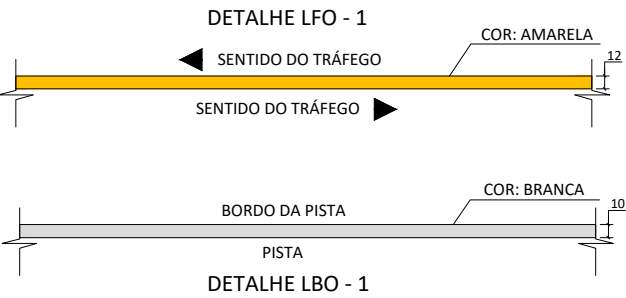 DETALHE LFO - 1
COR: AMARELA
SENTIDO DO TRÁFEGO
12
SENTIDO DO TRÁFEGO
COR: BRANCA
BORDO DA PISTA
10
PISTA
DETALHE LBO - 1